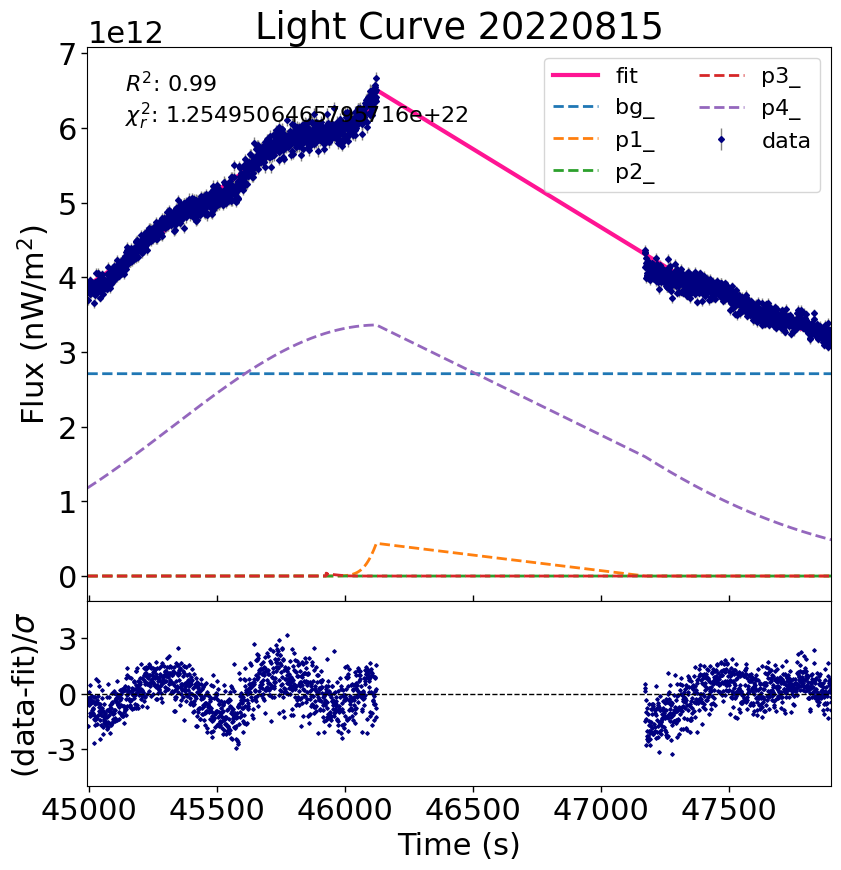 Light Curve 20220815
1e12
R²: 0.99
χ²ᵣ: 1.2549506465795716e+22
fit
bg_
p1_
p2_
p3_
p4_
data
7
6
5
4
3
2
1
0
Flux (nW/m²)
3
0
-3
(data-fit)/σ
45000 45500 46000 46500 47000 47500
Time (s)